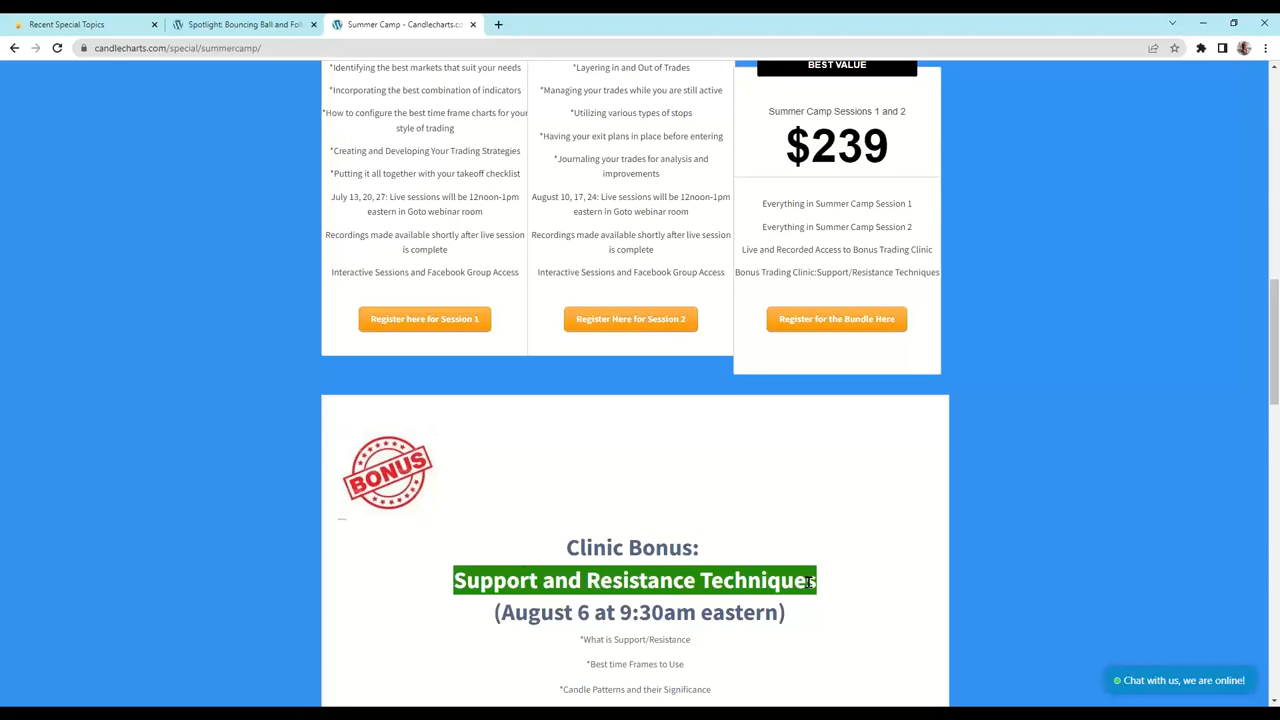 Recent Special Topics
Spotlight: Bouncing Ball and Foll
Summer Camp - Candlecharts.co
candlecharts.com/special/summercamp/
*Identifying the best markets that suit your needs
*Incorporating the best combination of indicators
*How to configure the best time frame charts for your
style of trading
*Creating and Developing Your Trading Strategies
*Putting it all together with your takeoff checklist
July 13, 20, 27: Live sessions will be 12noon-1pm
eastern in Goto webinar room
Recordings made available shortly after live session
is complete
Interactive Sessions and Facebook Group Access
Register here for Session 1
*Layering in and Out of Trades
*Managing your trades while you are still active
*Utilizing various types of stops
*Having your exit plans in place before entering
*Journaling your trades for analysis and
improvements
August 10, 17, 24: Live sessions will be 12noon-1pm
eastern in Goto webinar room
Recordings made available shortly after live session
is complete
Interactive Sessions and Facebook Group Access
Register Here for Session 2
BEST VALUE
Summer Camp Sessions 1 and 2
$239
Everything in Summer Camp Session 1
Everything in Summer Camp Session 2
Live and Recorded Access to Bonus Trading Clinic
Bonus Trading Clinic:Support/Resistance Techniques
Register for the Bundle Here
BONUS
Clinic Bonus:
Support and Resistance Techniques
(August 6 at 9:30am eastern)
*What is Support/Resistance
*Best time Frames to Use
*Candle Patterns and their Significance
Chat with us, we are online!